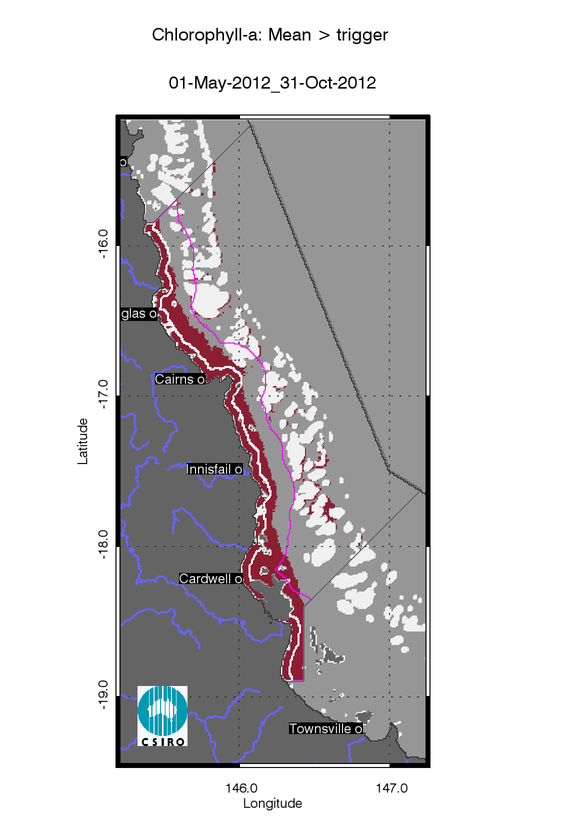 Chlorophyll-a: Mean > trigger
01-May-2012_31-Oct-2012
o
-16.0
glas o
Cairns o
-17.0
Latitude
Innisfail o
-18.0
Cardwell o
-19.0
CSIRO
Townsville o
146.0
147.0
Longitude